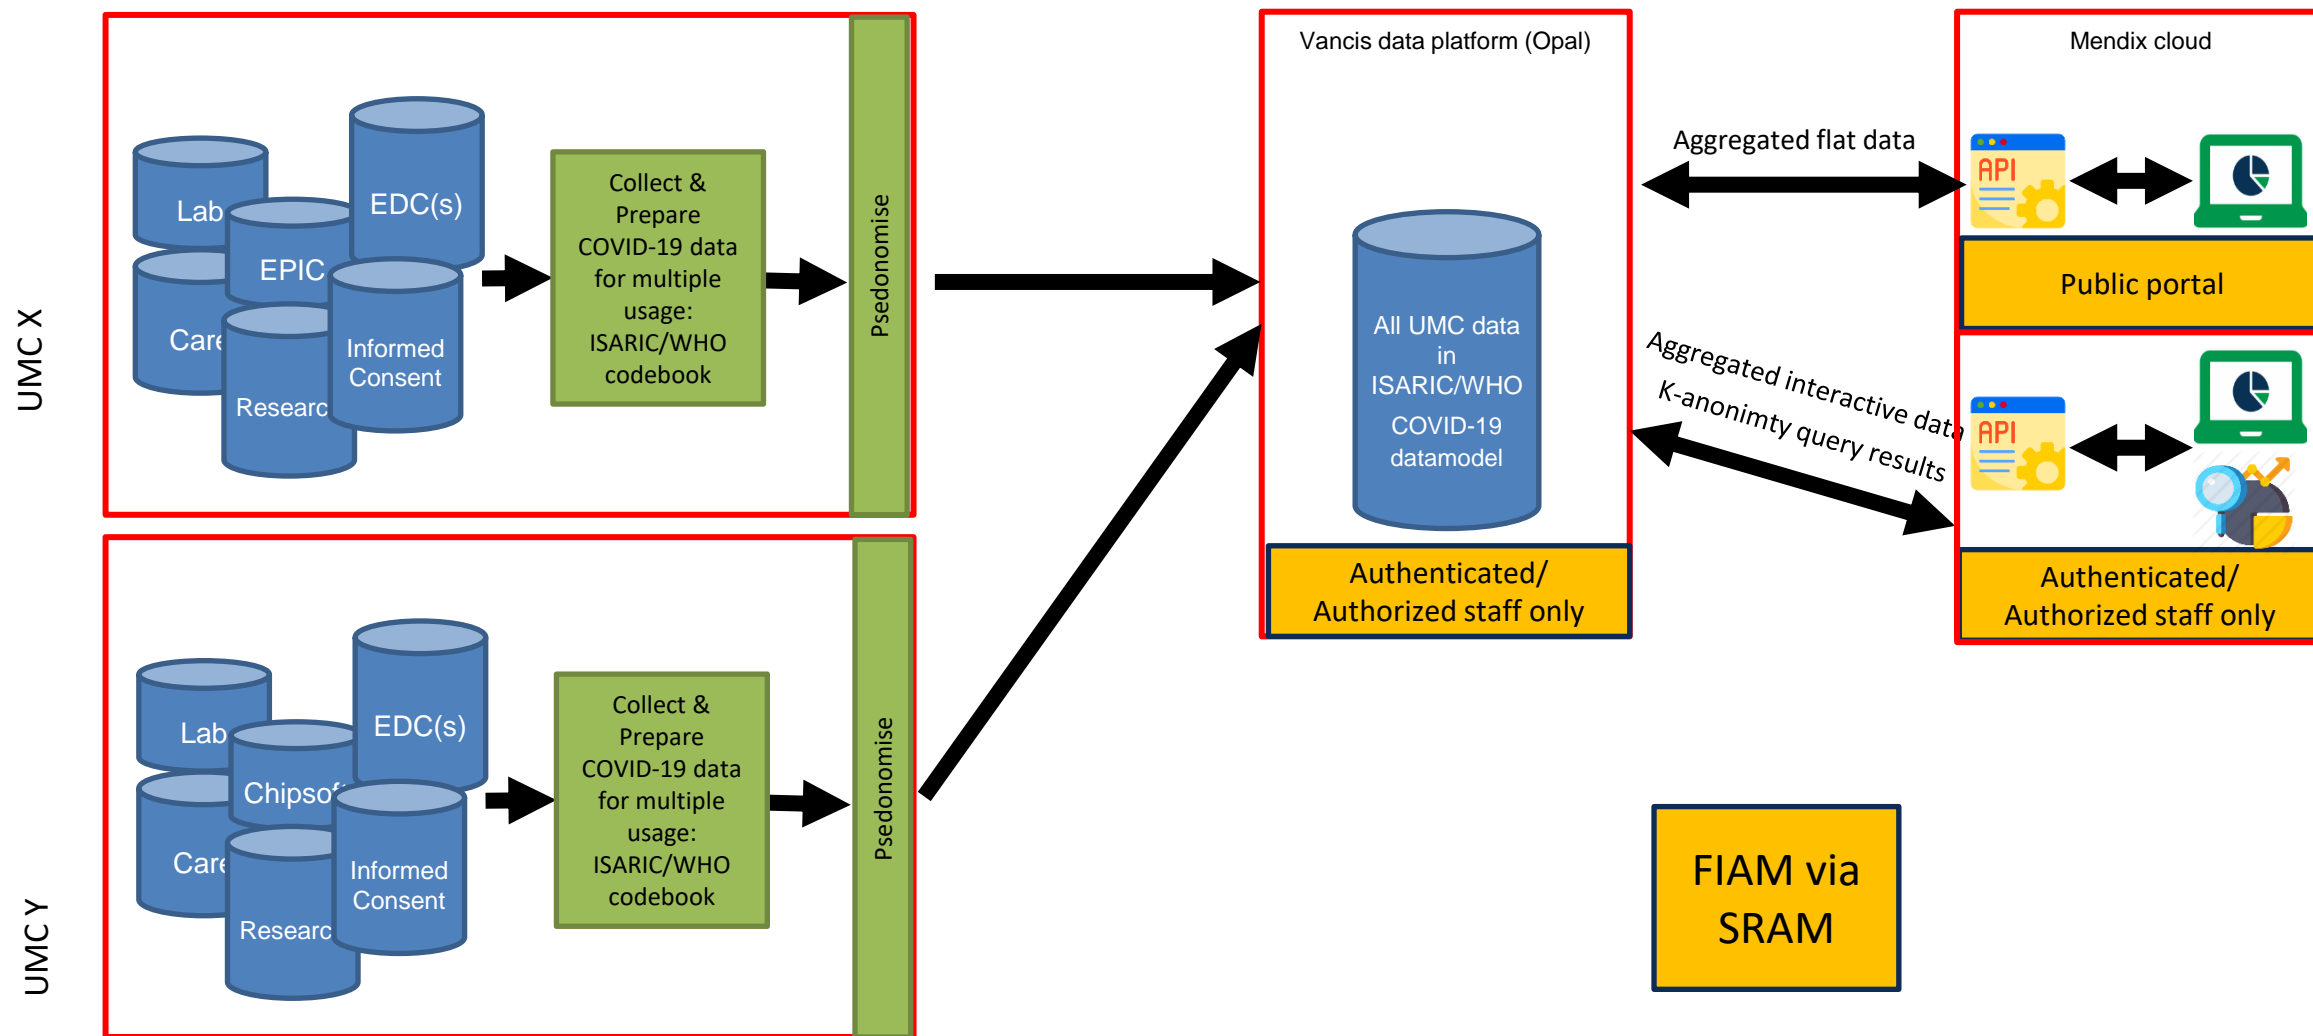 UMC X
Lab
EPIC
EDC(s)
Care
Research
Informed
Consent
Collect &
Prepare
COVID-19 data
for multiple
usage:
ISARIC/WHO
codebook
Psedonomise
UMC Y
Lab
Chipsoft
EDC(s)
Care
Research
Informed
Consent
Collect &
Prepare
COVID-19 data
for multiple
usage:
ISARIC/WHO
codebook
Psedonomise
Vancis data platform (Opal)
All UMC data
in
ISARIC/WHO
COVID-19
datamodel
Authenticated/
Authorized staff only
Aggregated flat data
Aggregated interactive data
K-anonimty query results
Mendix cloud
API
Public portal
API
Authenticated/
Authorized staff only
FIAM via
SRAM